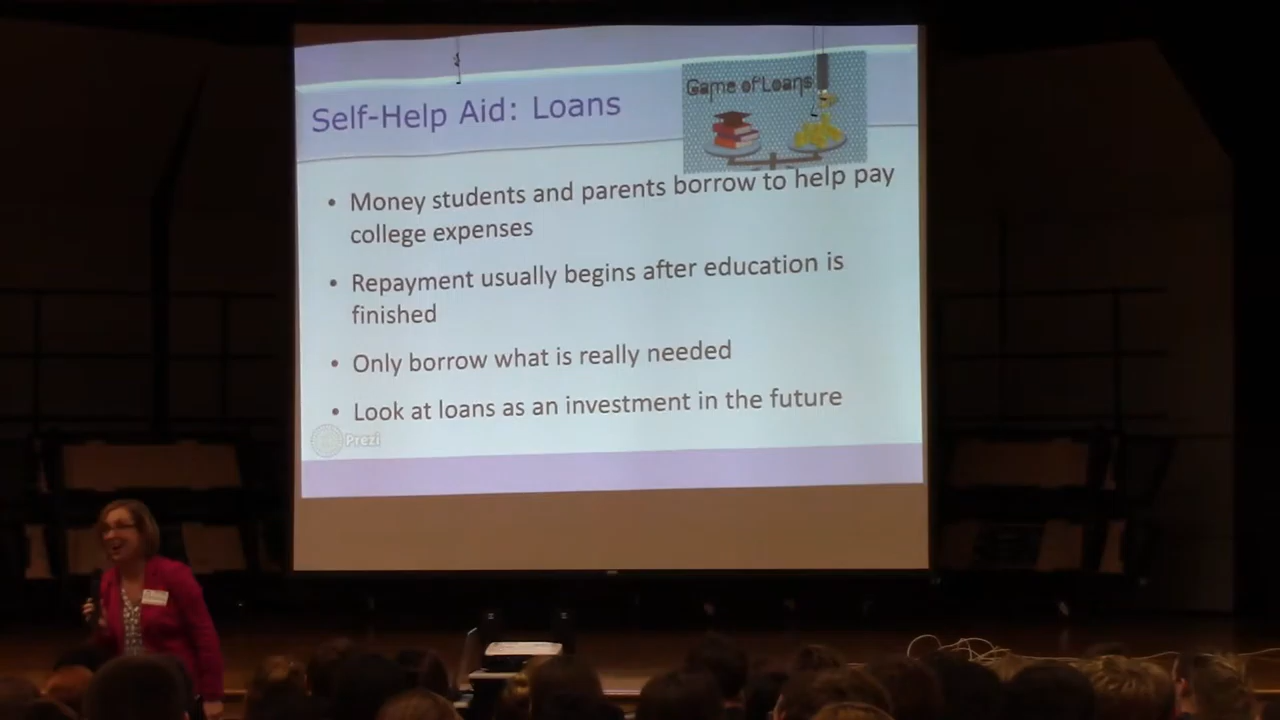 Game of Loans
Self-Help Aid: Loans
• Money students and parents borrow to help pay
college expenses
• Repayment usually begins after education is
finished
• Only borrow what is really needed
• Look at loans as an investment in the future
Prezi